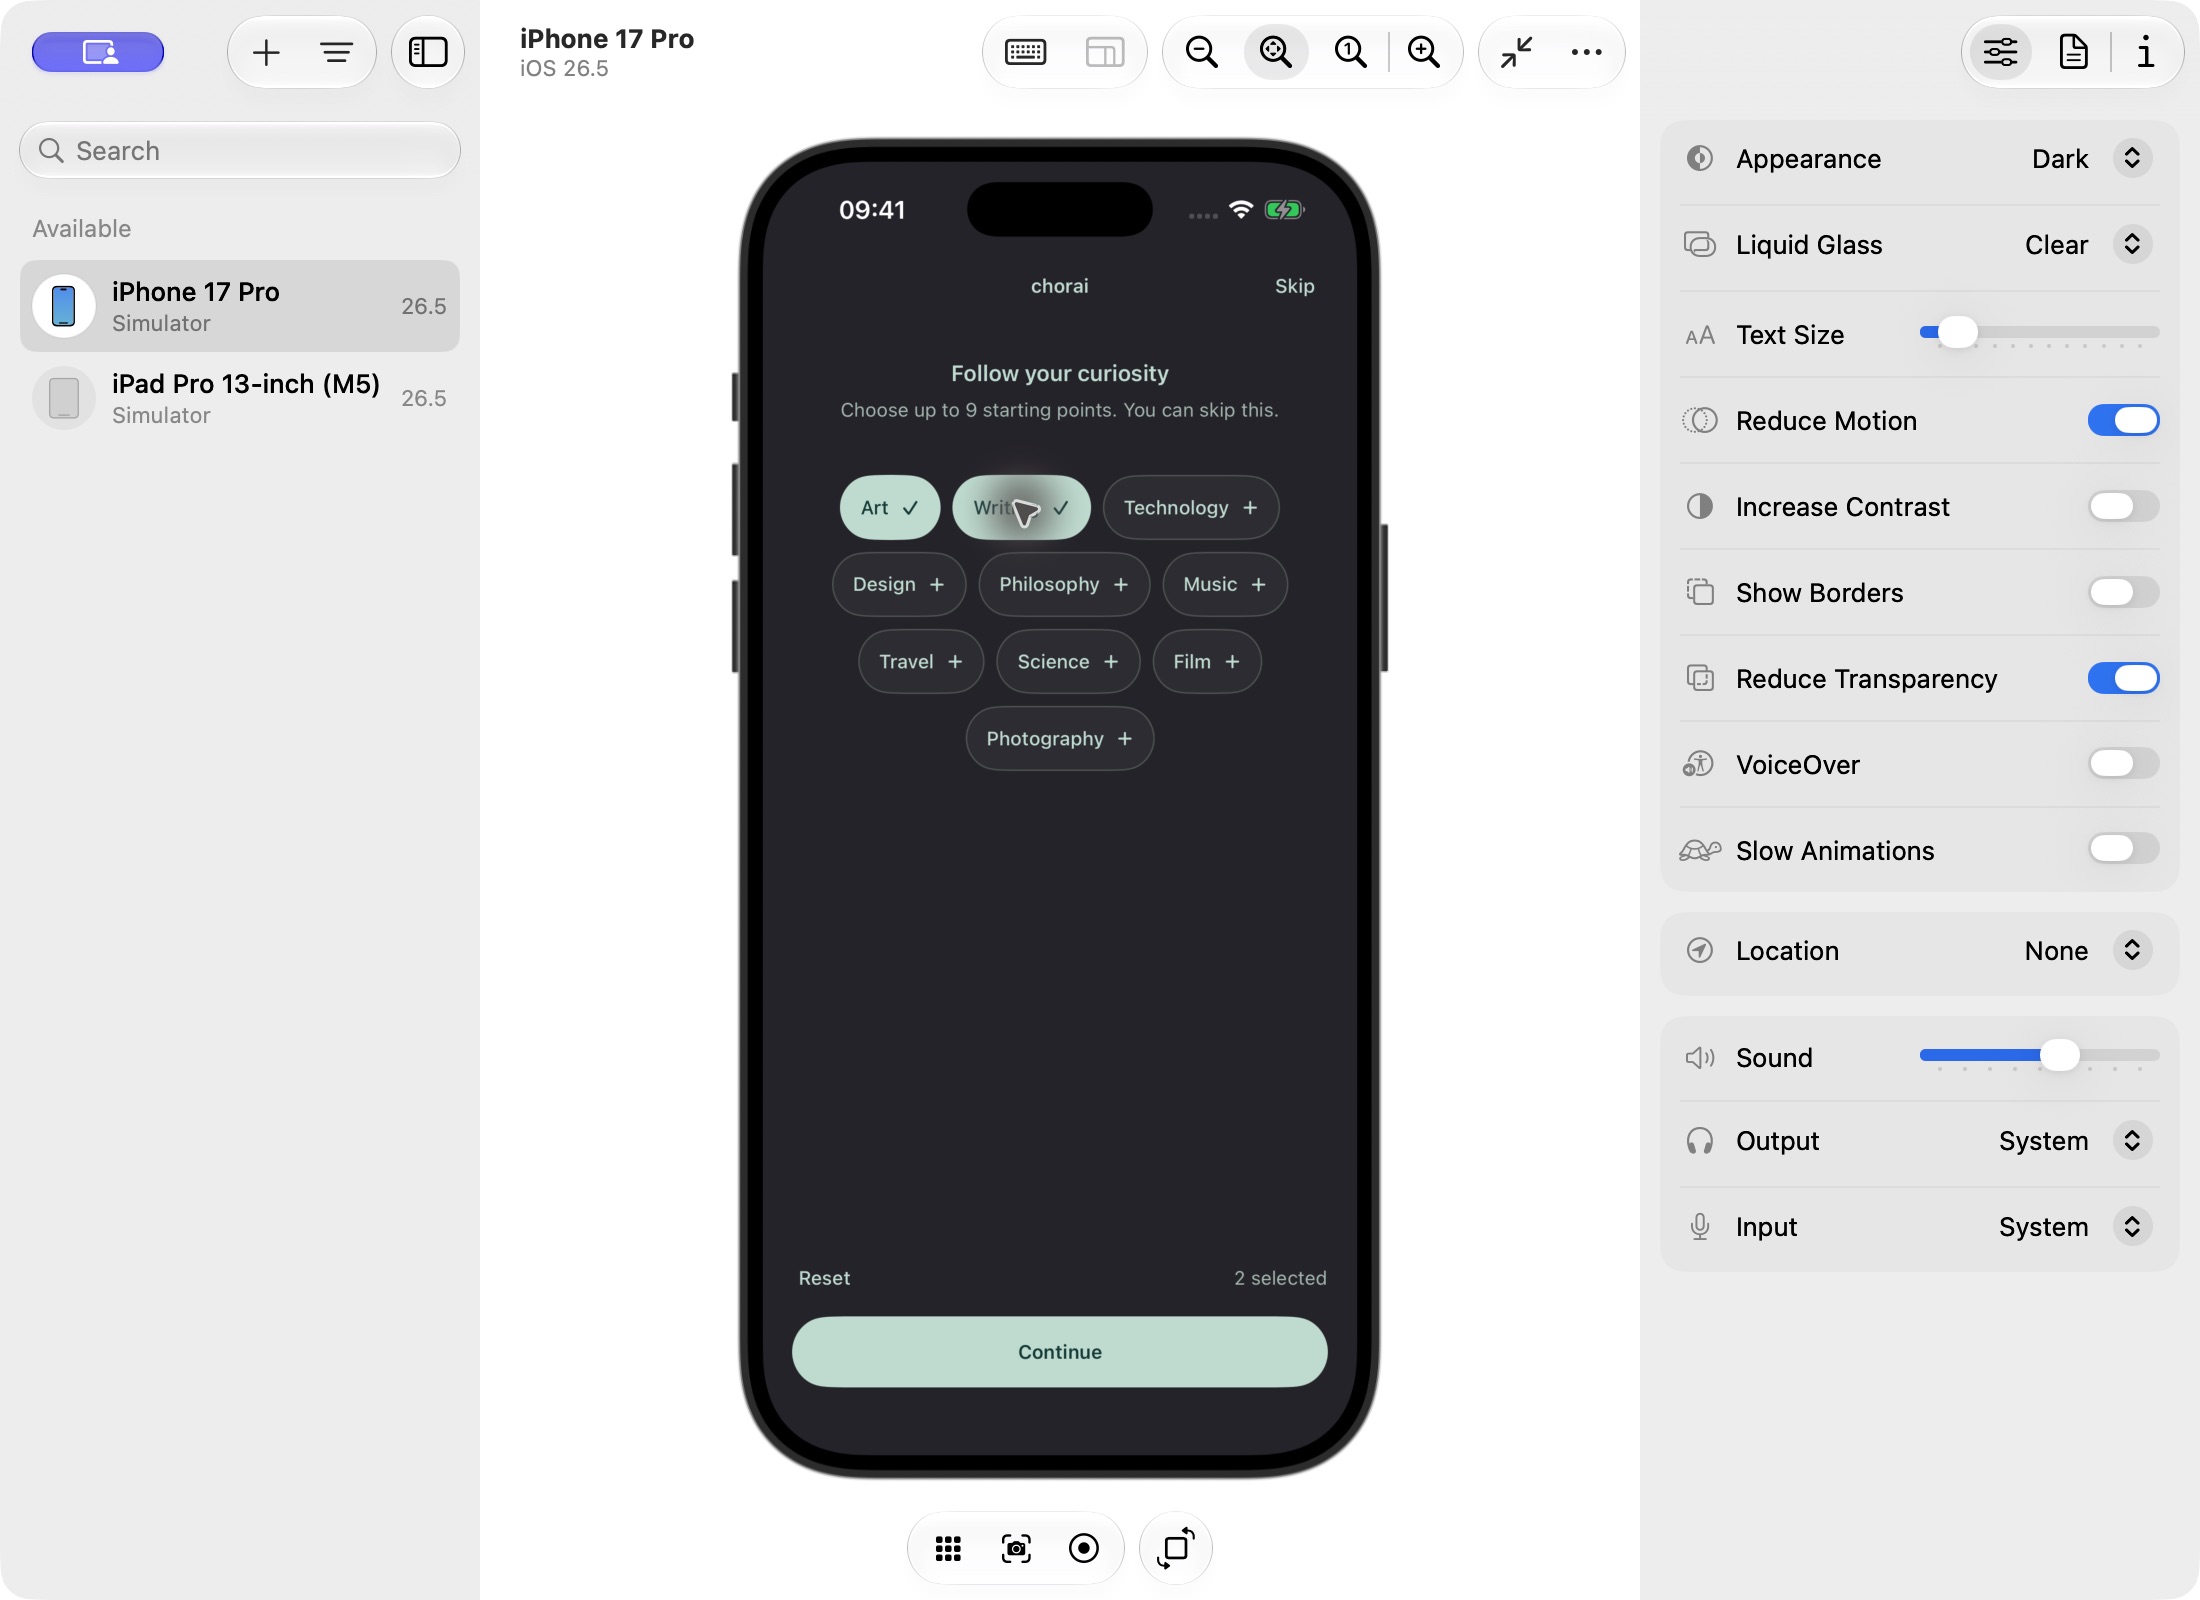 iPhone 17 Pro
iOS 26.5
Search
Available
iPhone 17 Pro
Simulator
26.5
iPad Pro 13-inch (M5)
Simulator
26.5
09:41
chorai
Skip
Follow your curiosity
Choose up to 9 starting points. You can skip this.
Art
Technology
Design
Philosophy
Music
Travel
Science
Film
Photography
Reset
2 selected
Continue
Appearance
Dark
Liquid Glass
Clear
AA Text Size
Reduce Motion
Increase Contrast
Show Borders
Reduce Transparency
VoiceOver
Slow Animations
Location
None
Sound
Output
System
Input
System